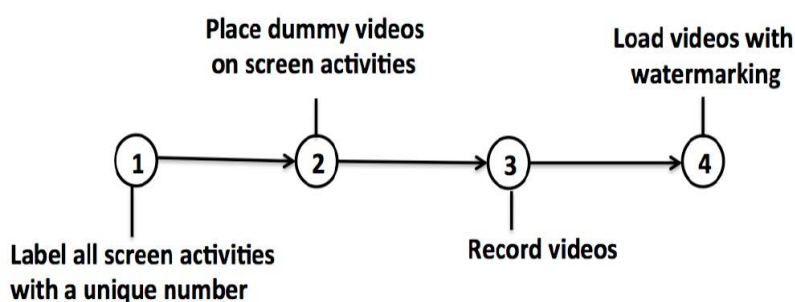 Place dummy videos
on screen activities
Load videos with
watermarking
1
2
3
4
Label all screen activities
with a unique number
Record videos